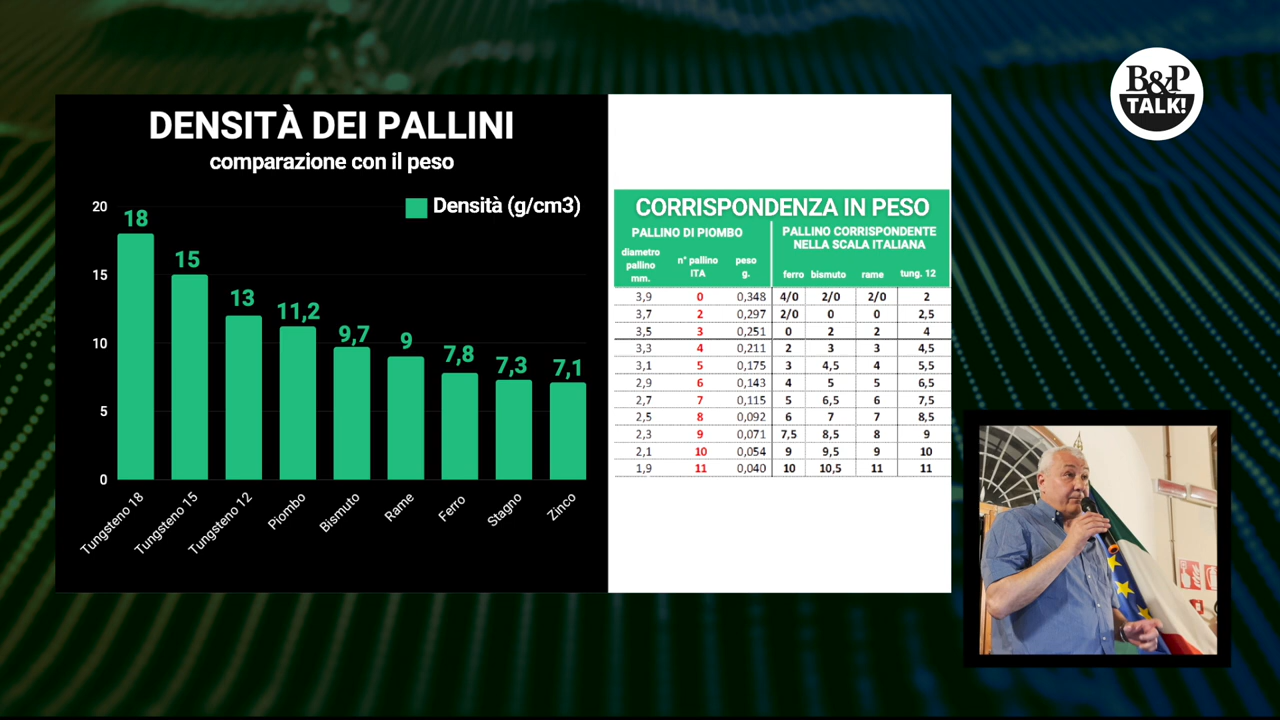 B&P
TALK!
DENSITÀ DEI PALLINI
comparazione con il peso
Densità (g/cm3)
20
15
10
5
0
18
15
13
11,2
9,7
9
7,8
7,3
7,1
Tungsteno 18
Tungsteno 15
Tungsteno 12
Piombo
Bismuto
Rame
Ferro
Stagno
Zinco
CORRISPONDENZA IN PESO
PALLINO DI PIOMBO
PALLINO CORRISPONDENTE
NELLA SCALA ITALIANA
diametro
pallino
mm.
n° pallino
ITA
peso
g.
ferro bismuto rame tung. 12
3,9 0 0,348 4/0 2/0 2/0 2
3,7 2 0,297 2/0 0 0 2,5
3,5 3 0,251 0 2 2 4
3,3 4 0,211 2 3 3 4,5
3,1 5 0,175 3 4,5 4 5,5
2,9 6 0,143 4 5 5 6,5
2,7 7 0,115 5 6,5 6 7,5
2,5 8 0,092 6 7 7 8,5
2,3 9 0,071 7,5 8,5 8 9
2,1 10 0,054 9 9,5 9 10
1,9 11 0,040 10 10,5 11 11